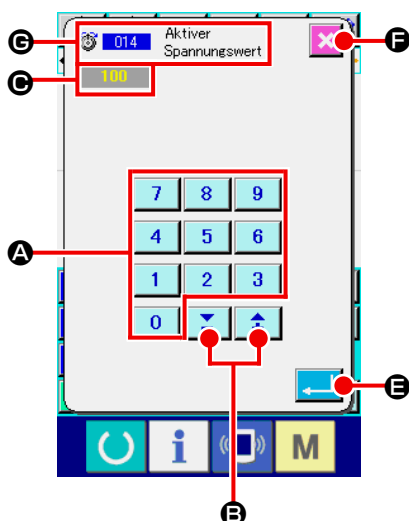 G
014 Aktiver
Spannungswert
F
C
100
7 8 9
A
4 5 6
1 2 3
0
E
i M
B